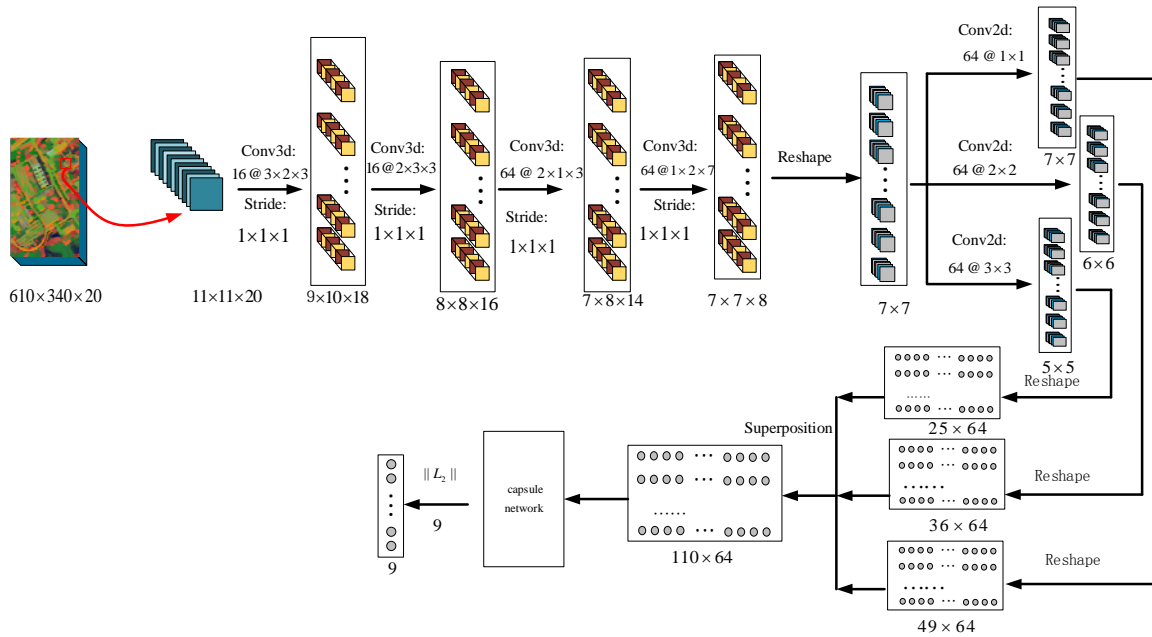 610×340×20
11×11×20
Conv3d:
16 @ 3×2×3
Stride:
1×1×1
9×10×18
Conv3d:
16 @ 2×3×3
Stride:
1×1×1
8×8×16
Conv3d:
64 @ 2×1×3
Stride:
1×1×1
7×8×14
Conv3d:
64 @ 1×2×7
Stride:
1×1×1
7×7×8
Reshape
7×7
Conv2d:
64 @ 1×1
7×7
Conv2d:
64 @ 2×2
6×6
Conv2d:
64 @ 3×3
5×5
Reshape
25×64
Reshape
36×64
Reshape
49×64
Superposition
110×64
capsule
network
|| L₂ ||
9
9